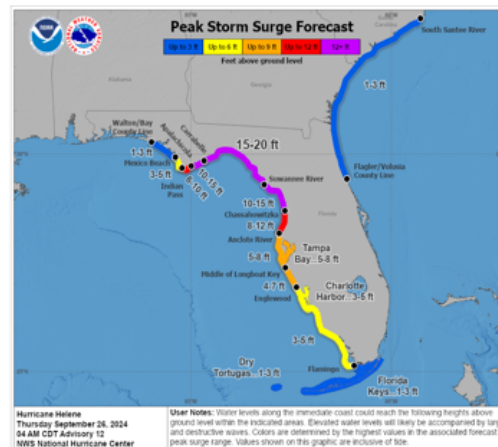 Peak Storm Surge Forecast
Up to 3 ft
Up to 6 ft
Up to 9 ft
Up to 12 ft
12+ ft
Feet above ground level
South Santee River
Alabama
Georgia
1-3 ft
Walton/Bay
County Line
Apalachicola
Carrabelle
15-20 ft
1-3 ft
Mexico Beach
3-5 ft
Indian
Pass
6-10 ft
10-15 ft
Suwannee River
Flagler/Volusia
County Line
10-15 ft
Florida
Chassahowitzka
8-12 ft
Anclote River
Tampa
Bay...5-8 ft
5-8 ft
Middle of Longboat Key
4-7 ft
Charlotte
Harbor...3-5 ft
Englewood
3-5 ft
Dry
Tortugas...1-3 ft
Flamingo
Florida
Keys...1-3 ft
Hurricane Helene
Thursday September 26, 2024
04 AM CDT Advisory 12
NWS National Hurricane Center
User Notes: Water levels along the immediate coast could reach the following heights above
ground level within the indicated areas. Elevated water levels will likely be accompanied by lar
and destructive waves. Colors are determined by the highest values in the associated forecast
peak surge range. Values shown on this graphic are inclusive of tide.